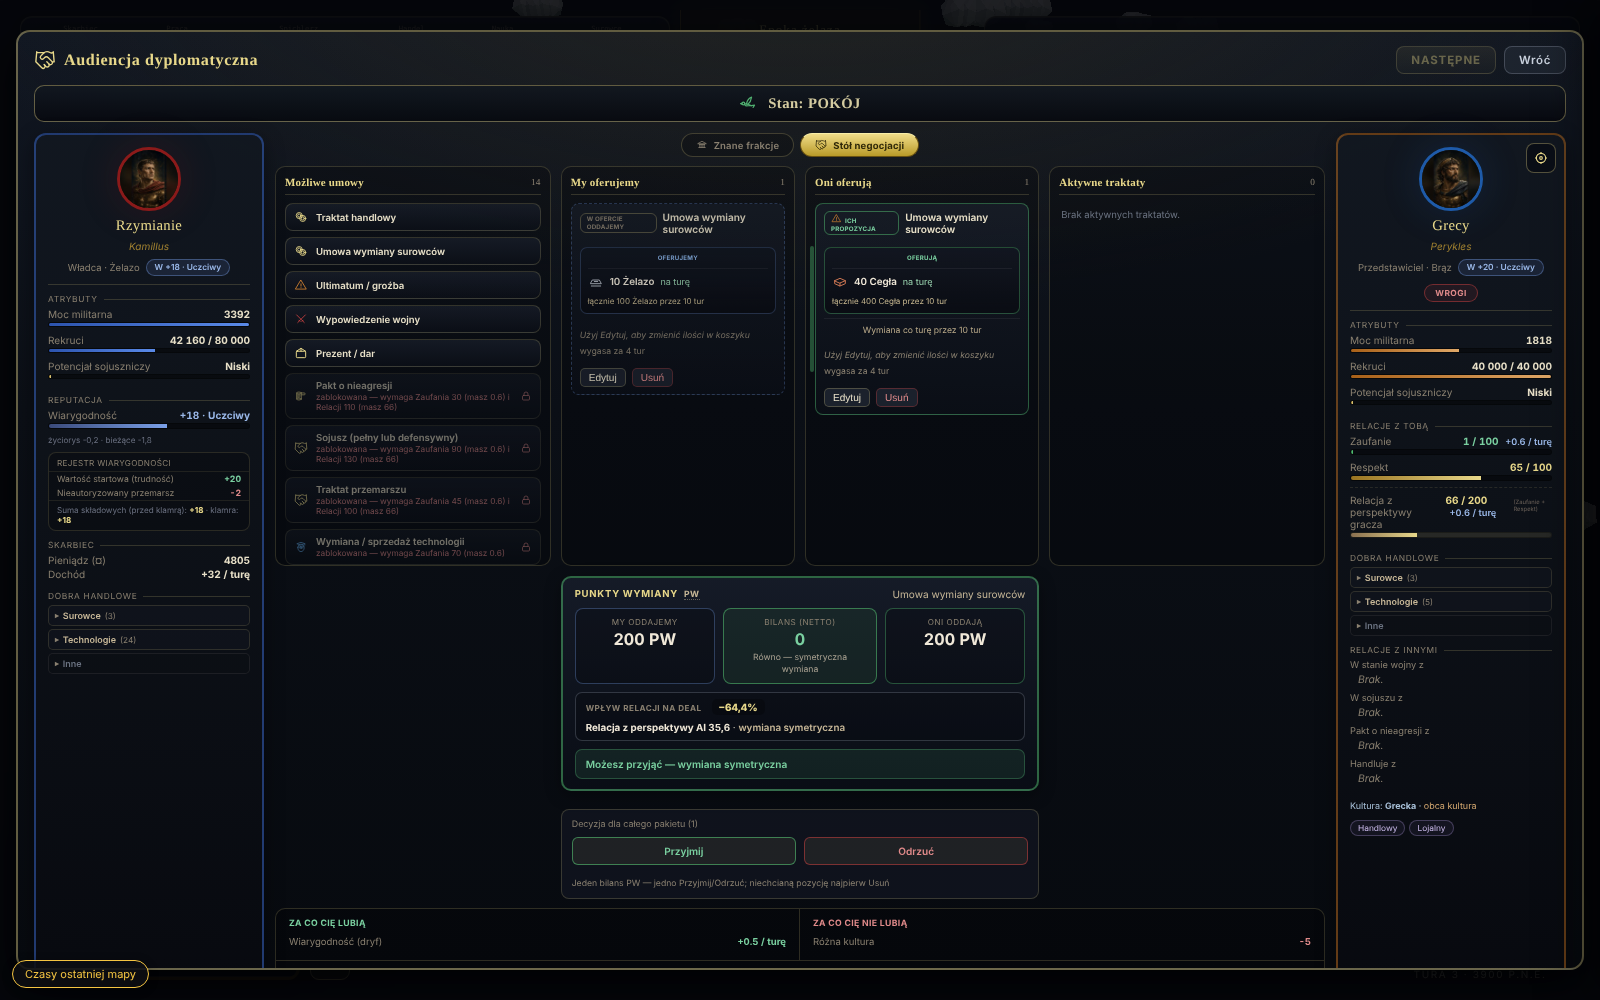 Audiencja dyplomatyczna
NASTĘPNE
Wróć
Stan: POKÓJ
Rzymianie
Kamillus
Władca · Żelazo
W +18 · Uczciwy
ATRYBUTY
Moc militarna 3392
Rekruci 42 160 / 80 000
Potencjał sojuszniczy Niski
REPUTACJA
Wiarygodność +18 · Uczciwy
życiorys -0,2 · bieżące -1,8
REJESTR WIARYGODNOŚCI
Wartość startowa (trudność) +20
Nieautoryzowany przemarsz -2
Suma składowych (przed klamrą): +18 · klamra:
+18
SKARBIEC
Pieniądz (¤) 4805
Dochód +32 / turę
DOBRA HANDLOWE
▸ Surowce (3)
▸ Technologie (24)
▸ Inne
Znane frakcje
Stół negocjacji
Możliwe umowy 14
Traktat handlowy
Umowa wymiany surowców
Ultimatum / groźba
Wypowiedzenie wojny
Prezent / dar
Pakt o nieagresji
zablokowana — wymaga Zaufania 30 (masz 0.6) i
Relacji 110 (masz 66)
Sojusz (pełny lub defensywny)
zablokowana — wymaga Zaufania 90 (masz 0.6) i
Relacji 130 (masz 66)
Traktat przemarszu
zablokowana — wymaga Zaufania 45 (masz 0.6) i
Relacji 100 (masz 66)
Wymiana / sprzedaż technologii
zablokowana — wymaga Zaufania 70 (masz 0.6)
My oferujemy 1
W OFERCIE
ODDAJEMY
Umowa wymiany
surowców
OFERUJEMY
10 Żelazo na turę
łącznie 100 Żelazo przez 10 tur
Użyj Edytuj, aby zmienić ilości w koszyku
wygasa za 4 tur
Edytuj
Usuń
Oni oferują 1
ICH
PROPOZYCJA
Umowa wymiany
surowców
OFERUJĄ
40 Cegła na turę
łącznie 400 Cegła przez 10 tur
Wymiana co turę przez 10 tur
Użyj Edytuj, aby zmienić ilości w koszyku
wygasa za 4 tur
Edytuj
Usuń
Aktywne traktaty 0
Brak aktywnych traktatów.
PUNKTY WYMIANY PW
Umowa wymiany surowców
MY ODDAJEMY
200 PW
BILANS (NETTO)
0
Równo — symetryczna
wymiana
ONI ODDAJĄ
200 PW
WPŁYW RELACJI NA DEAL −64,4%
Relacja z perspektywy AI 35,6 · wymiana symetryczna
Możesz przyjąć — wymiana symetryczna
Decyzja dla całego pakietu (1)
Przyjmij
Odrzuć
Jeden bilans PW — jedno Przyjmij/Odrzuć; niechcianą pozycję najpierw Usuń
ZA CO CIĘ LUBIĄ
Wiarygodność (dryf) +0.5 / turę
ZA CO CIĘ NIE LUBIĄ
Różna kultura -5
Grecy
Perykles
Przedstawiciel · Brąz
W +20 · Uczciwy
WROGI
ATRYBUTY
Moc militarna 1818
Rekruci 40 000 / 40 000
Potencjał sojuszniczy Niski
RELACJE Z TOBĄ
Zaufanie 1 / 100 +0.6 / turę
Respekt 65 / 100
Relacja z
perspektywy
gracza
66 / 200
+0.6 / turę
(Zaufanie +
Respekt)
DOBRA HANDLOWE
▸ Surowce (3)
▸ Technologie (5)
▸ Inne
RELACJE Z INNYMI
W stanie wojny z
Brak.
W sojuszu z
Brak.
Pakt o nieagresji z
Brak.
Handluje z
Brak.
Kultura: Grecka · obca kultura
Handlowy
Lojalny
Czasy ostatniej mapy